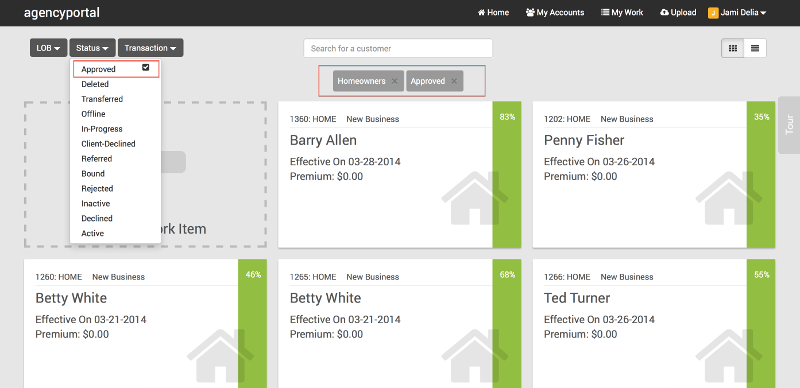 agencyportal
Home My Accounts My Work Upload Jami Delia
LOB Status Transaction
Search for a customer
Approved
Deleted
Transferred
Offline
In-Progress
Client-Declined
Referred
Bound
Rejected
Inactive
Declined
Active
Homeowners × Approved ×
Tour
rk Item
1360: HOME New Business 83%
Barry Allen
Effective On 03-28-2014
Premium: $0.00
1202: HOME New Business 35%
Penny Fisher
Effective On 03-26-2014
Premium: $0.00
1260: HOME New Business 46%
Betty White
Effective On 03-21-2014
Premium: $0.00
1265: HOME New Business 68%
Betty White
Effective On 03-21-2014
Premium: $0.00
1266: HOME New Business 55%
Ted Turner
Effective On 03-26-2014
Premium: $0.00